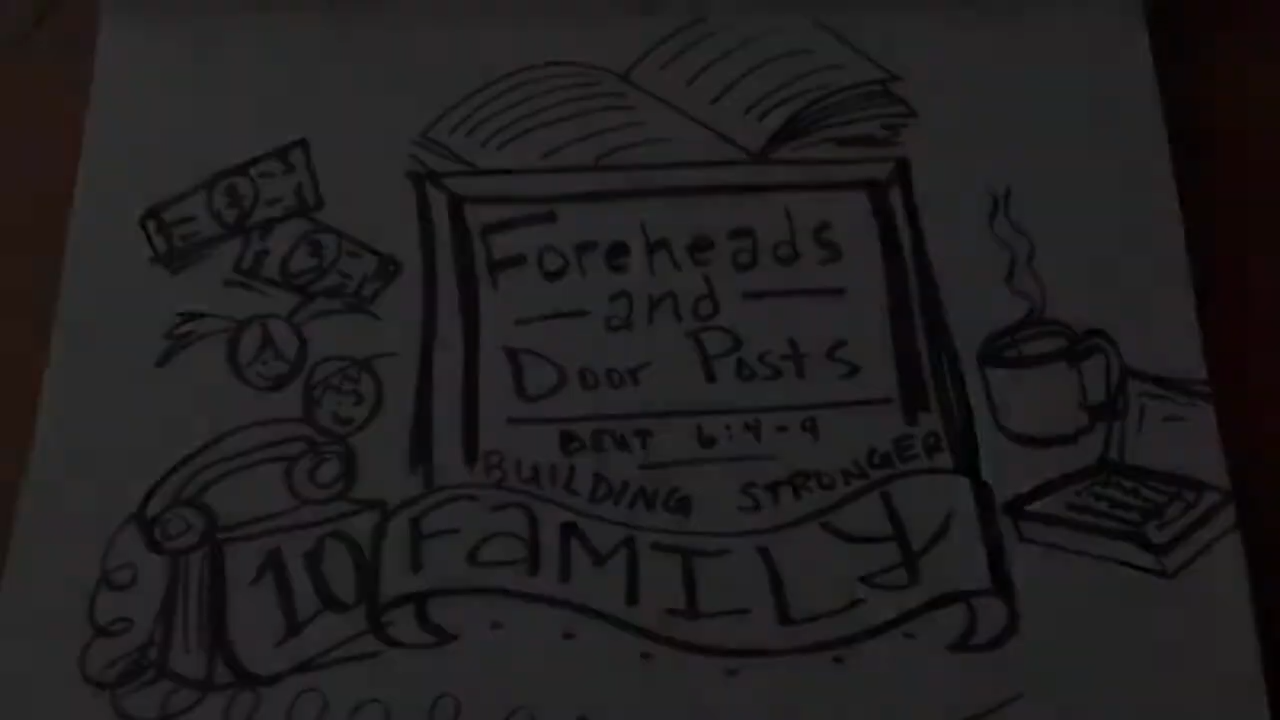 Foreheads
and
Door Posts
DEUT 6:4-9
BUILDING STRONGER
FAMILY
10